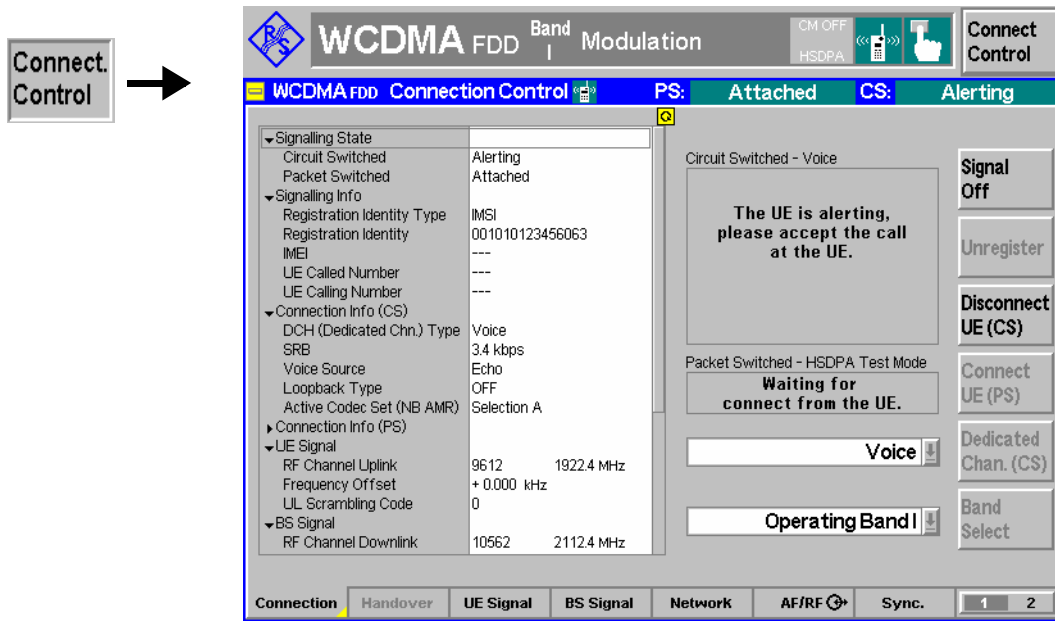 Connect.
Control
R S
WCDMA FDD Band I Modulation
CM OFF
HSDPA
Connect
Control
WCDMA FDD Connection Control PS: Attached CS: Alerting
Signalling State
Circuit Switched Alerting
Packet Switched Attached
Signalling Info
Registration Identity Type IMSI
Registration Identity 001010123456063
IMEI ---
UE Called Number ---
UE Calling Number ---
Connection Info (CS)
DCH (Dedicated Chn.) Type Voice
SRB 3.4 kbps
Voice Source Echo
Loopback Type OFF
Active Codec Set (NB AMR) Selection A
Connection Info (PS)
UE Signal
RF Channel Uplink 9612 1922.4 MHz
Frequency Offset + 0.000 kHz
UL Scrambling Code 0
BS Signal
RF Channel Downlink 10562 2112.4 MHz
Circuit Switched - Voice
The UE is alerting,
please accept the call
at the UE.
Packet Switched - HSDPA Test Mode
Waiting for
connect from the UE.
Voice
Operating Band I
Signal
Off
Unregister
Disconnect
UE (CS)
Connect
UE (PS)
Dedicated
Chan. (CS)
Band
Select
Connection Handover UE Signal BS Signal Network AF/RF Sync. 1 2